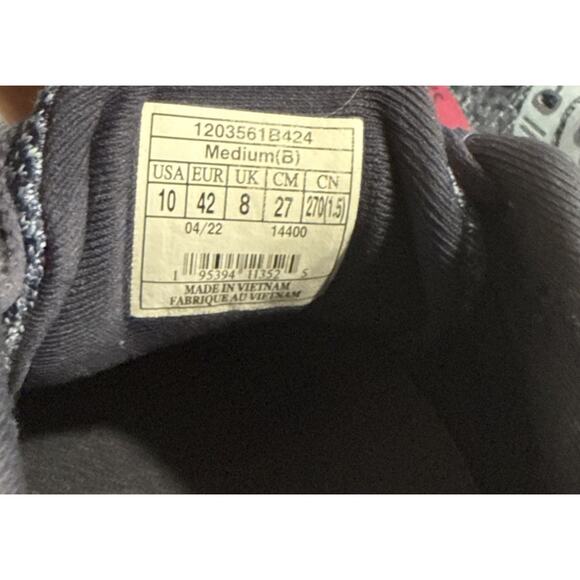 1203561B424
Medium(B)
USA EUR UK CM CN
10 42 8 27 270(1.5)
04/22 14400
1 95394 11352 5
MADE IN VIETNAM
FABRIQUE AU VIETNAM